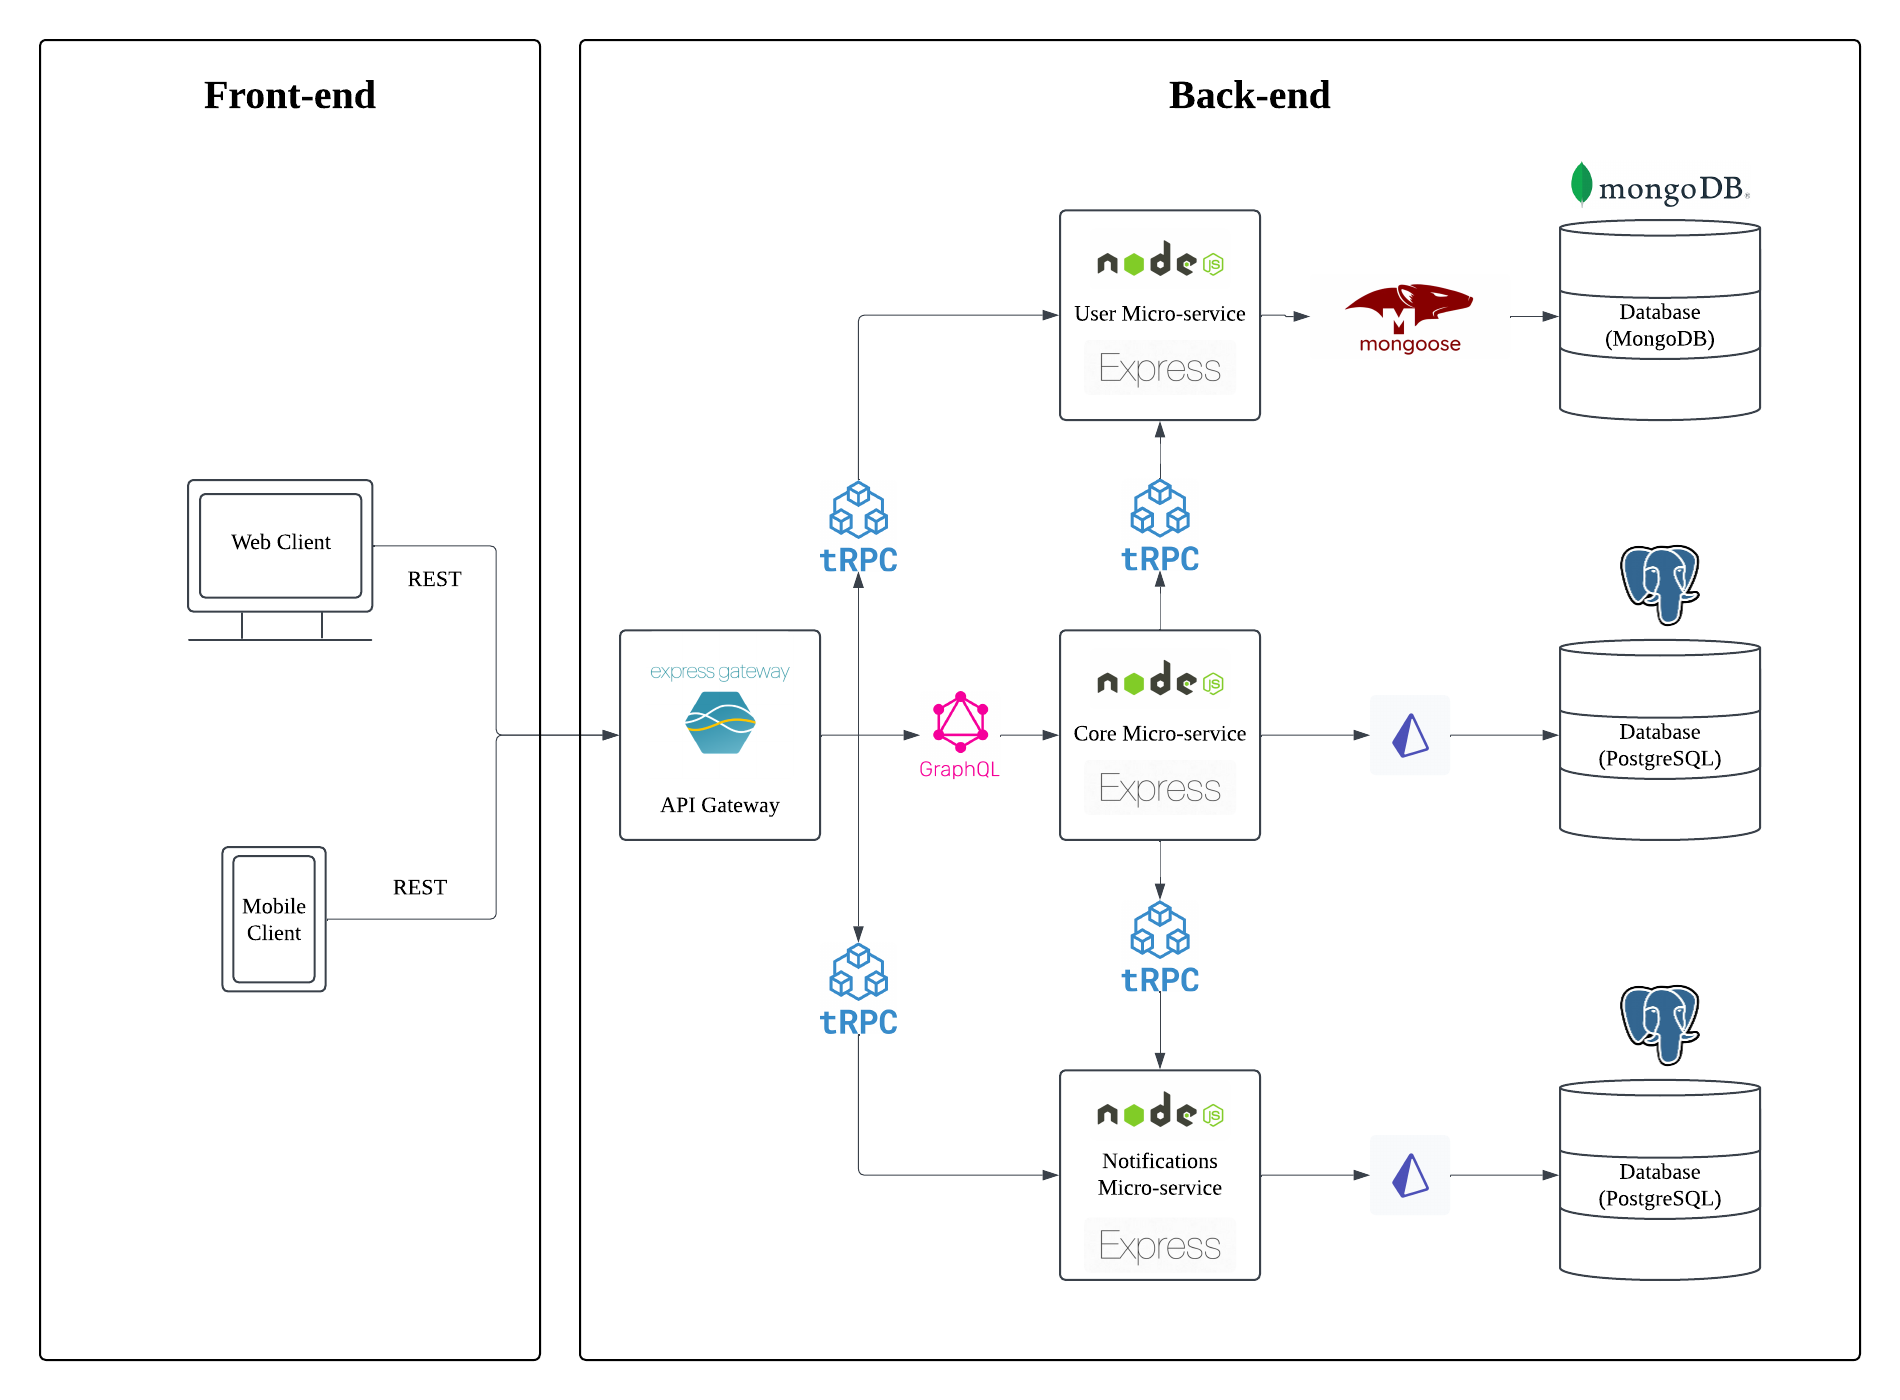 Front-end
Back-end
mongoDB®
node JS
User Micro-service
Express
mongoose
Database
(MongoDB)
Web Client
REST
tRPC
tRPC
express gateway
API Gateway
GraphQL
node JS
Core Micro-service
Express
Database
(PostgreSQL)
REST
Mobile
Client
tRPC
tRPC
node JS
Notifications
Micro-service
Express
Database
(PostgreSQL)